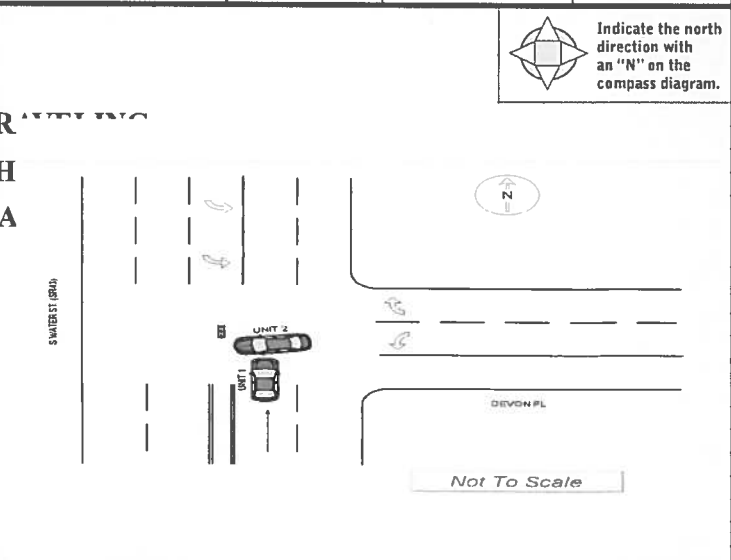 Indicate the north
direction with
an "N" on the
compass diagram.
H
A
N
S WATER ST (SR43)
UNIT 2
UNIT 1
DEVON PL
Not To Scale